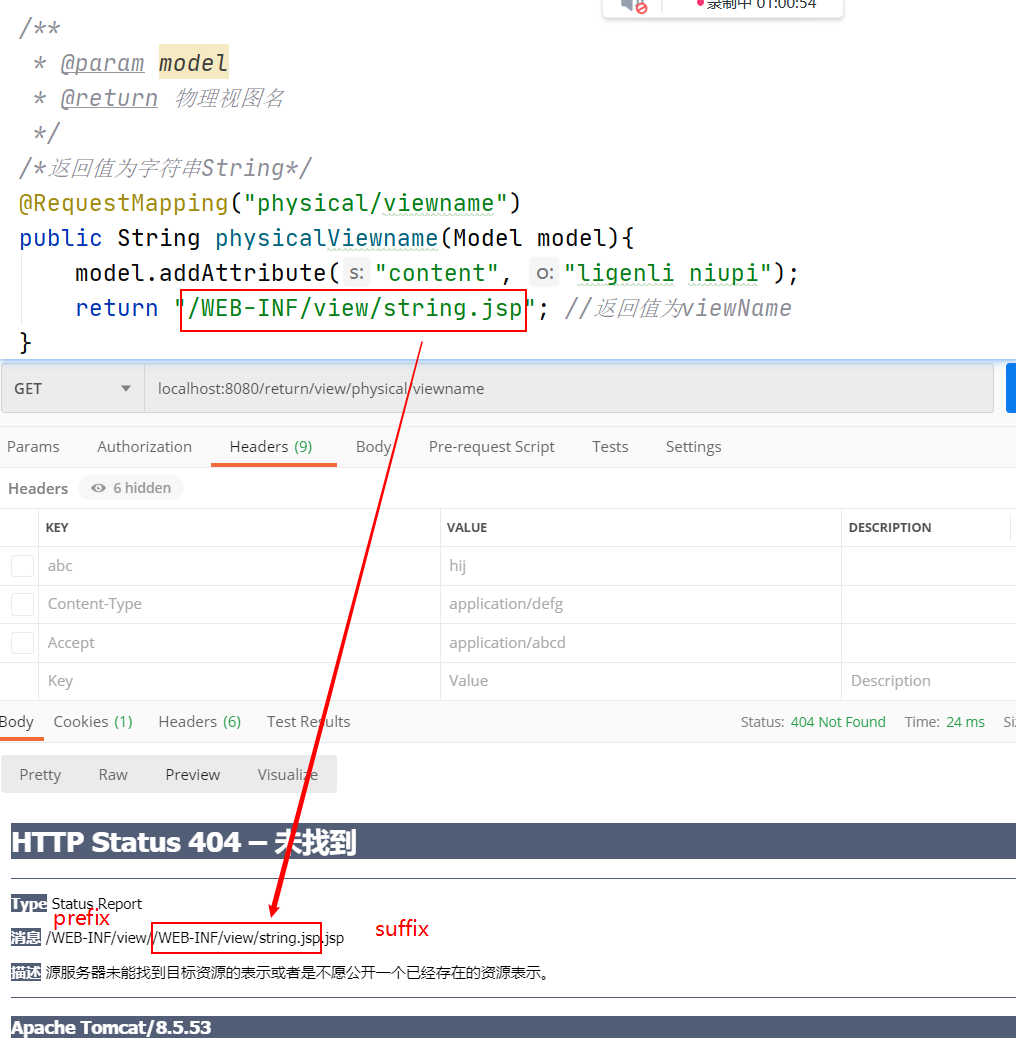 录制中 01:00:54
/**
* @param model
* @return 物理视图名
*/
/*返回值为字符串String*/
@RequestMapping("physical/viewname")
public String physicalViewname(Model model){
model.addAttribute( s: "content", o: "ligenli niupi");
return "/WEB-INF/view/string.jsp"; //返回值为viewName
}
GET localhost:8080/return/view/physical/viewname
Params Authorization Headers (9) Body Pre-request Script Tests Settings
Headers 6 hidden
KEY VALUE DESCRIPTION
abc hij
Content-Type application/defg
Accept application/abcd
Key Value Description
Body Cookies (1) Headers (6) Test Results Status: 404 Not Found Time: 24 ms
Pretty Raw Preview Visualize
HTTP Status 404 – 未找到
Type Status Report
prefix
suffix
消息 /WEB-INF/view//WEB-INF/view/string.jsp.jsp
描述 源服务器未能找到目标资源的表示或者是不愿公开一个已经存在的资源表示。
Apache Tomcat/8.5.53